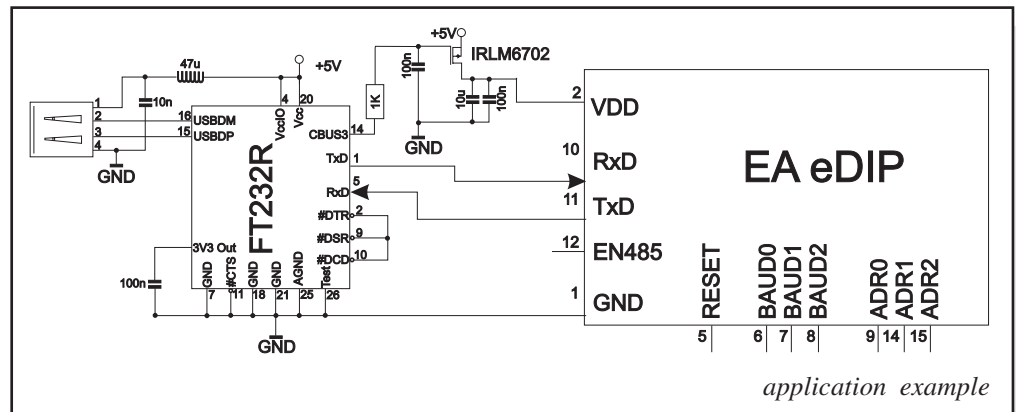 +5V
IRLM6702
47u
+5V
100n
1
10n
4
20
1K
10u
100n
2
VDD
2
16
USBDM
VccIO
Vcc
3
15
USBDP
CBUS3
14
4
GND
TxD
1
GND
10
RxD
EA eDIP
FT232R
RxD
5
11
TxD
#DTR
2
#DSR
9
12
EN485
3V3 Out
#DCD
10
100n
GND
#CTS
GND
GND
AGND
Test
1
GND
RESET
BAUD0
BAUD1
BAUD2
ADR0
ADR1
ADR2
7
11
18
21
25
26
GND
5
6
7
8
9
14
15
application example